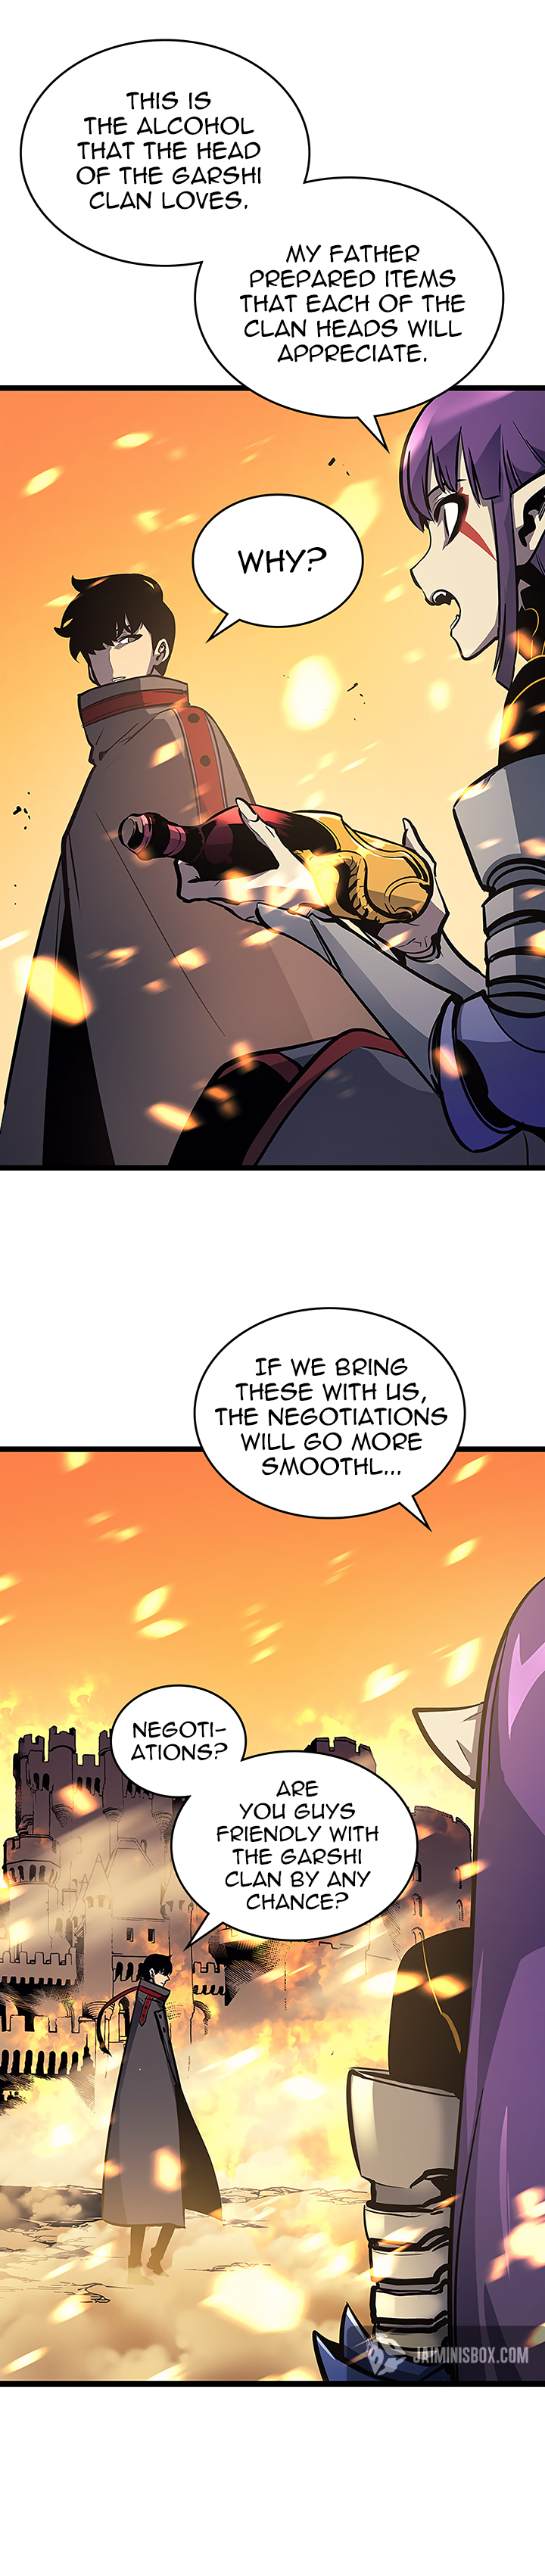 THIS IS
THE ALCOHOL
THAT THE HEAD
OF THE GARSHI
CLAN LOVES.
MY FATHER
PREPARED ITEMS
THAT EACH OF THE
CLAN HEADS WILL
APPRECIATE.
WHY?
IF WE BRING
THESE WITH US,
THE NEGOTIATIONS
WILL GO MORE
SMOOTHL...
NEGOTI-
ATIONS?
ARE
YOU GUYS
FRIENDLY WITH
THE GARSHI
CLAN BY ANY
CHANCE?
JAIMINISBOX.COM